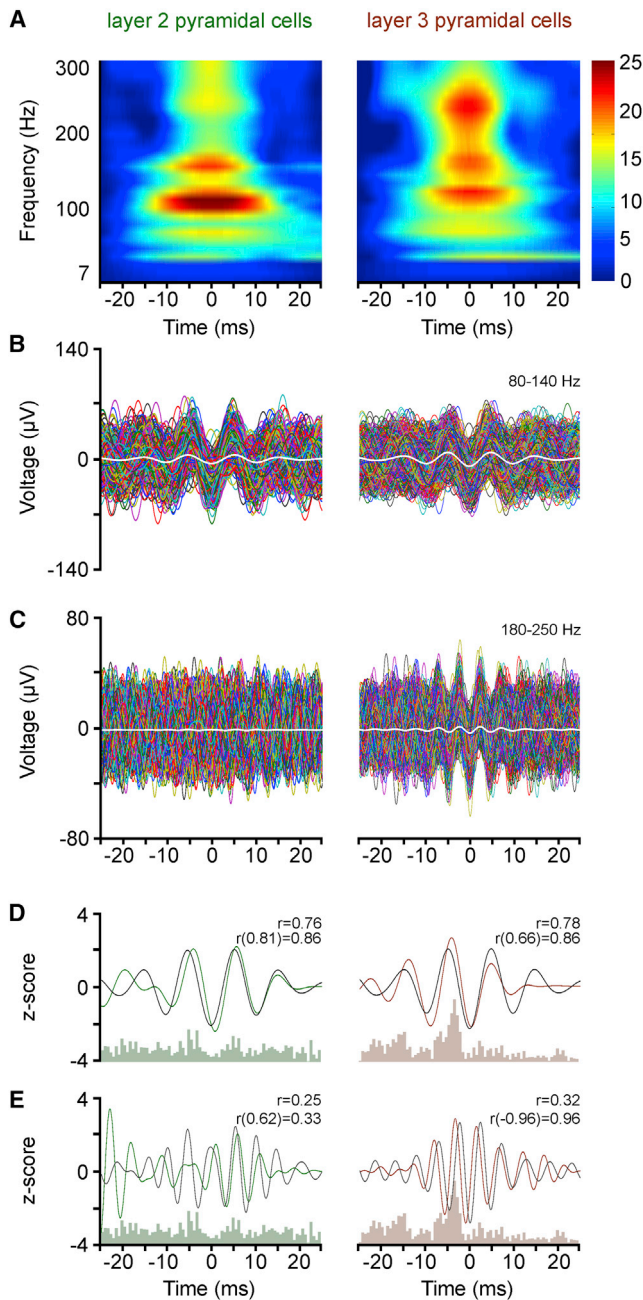 A layer 2 pyramidal cells layer 3 pyramidal cells
300 25
20
200 15
Frequency (Hz)
100 10
5
7 0
-20 -10 0 10 20 -20 -10 0 10 20
Time (ms) Time (ms)
B
140
80-140 Hz
Voltage (µV)
0
-140
C
80
180-250 Hz
Voltage (µV)
0
-80
-20 -10 0 10 20 -20 -10 0 10 20
D
4
r=0.76 r=0.78
r(0.81)=0.86 r(0.66)=0.86
z-score
0
-4
E
4
r=0.25 r=0.32
r(0.62)=0.33 r(-0.96)=0.96
z-score
0
-4
-20 -10 0 10 20 -20 -10 0 10 20
Time (ms) Time (ms)